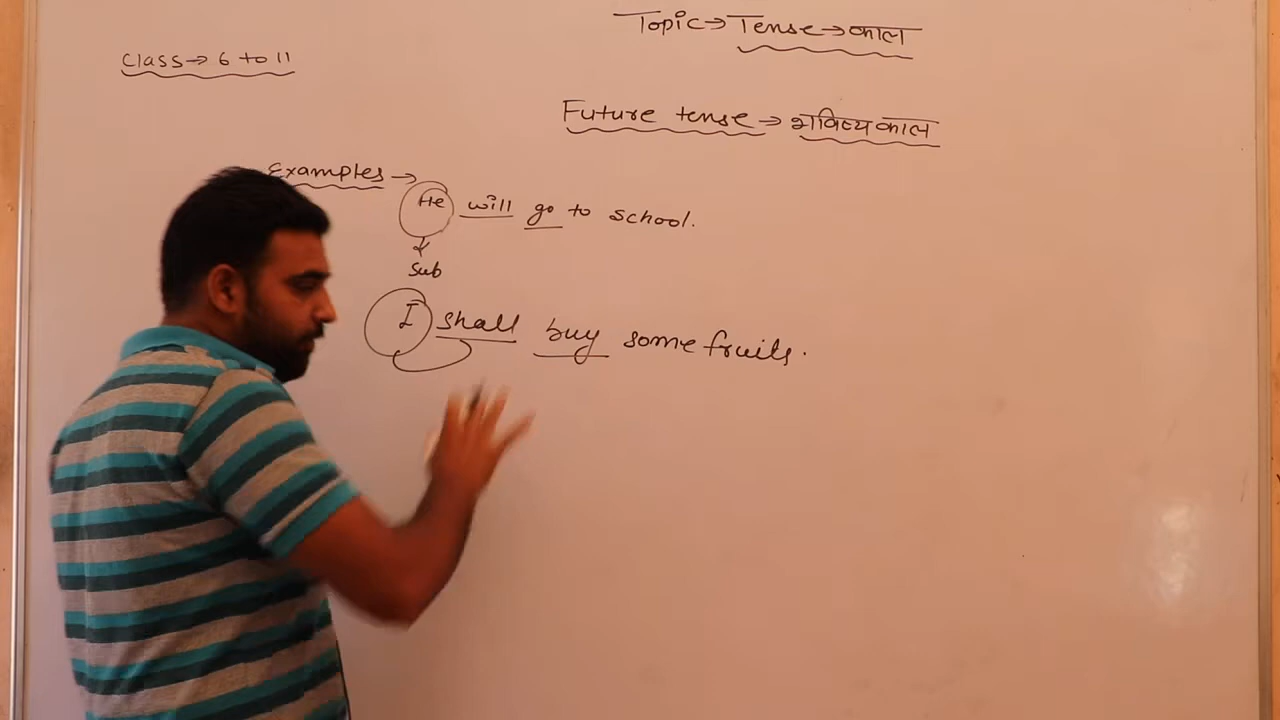 Topic→Tense→काल
Class→ 6 to 11
Future tense→ भविष्यकाल
Examples→
He will go to school.
Sub
I shall buy some fruits.